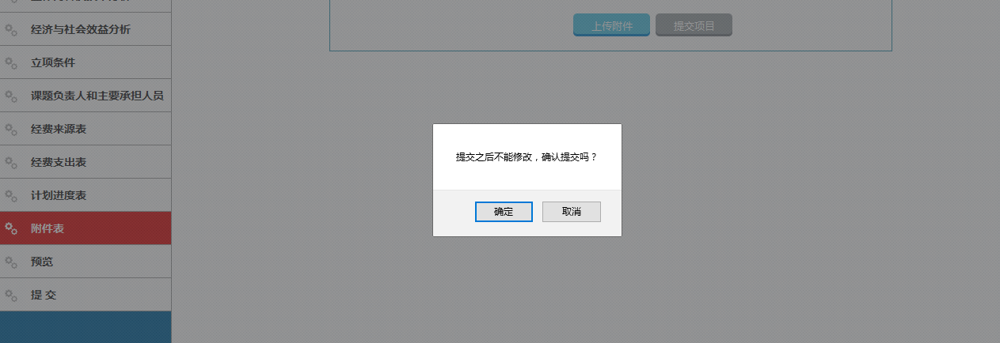 经济与社会效益分析
立项条件
课题负责人和主要承担人员
经费来源表
经费支出表
计划进度表
附件表
预览
提 交
上传附件
提交项目
提交之后不能修改，确认提交吗？
确定
取消